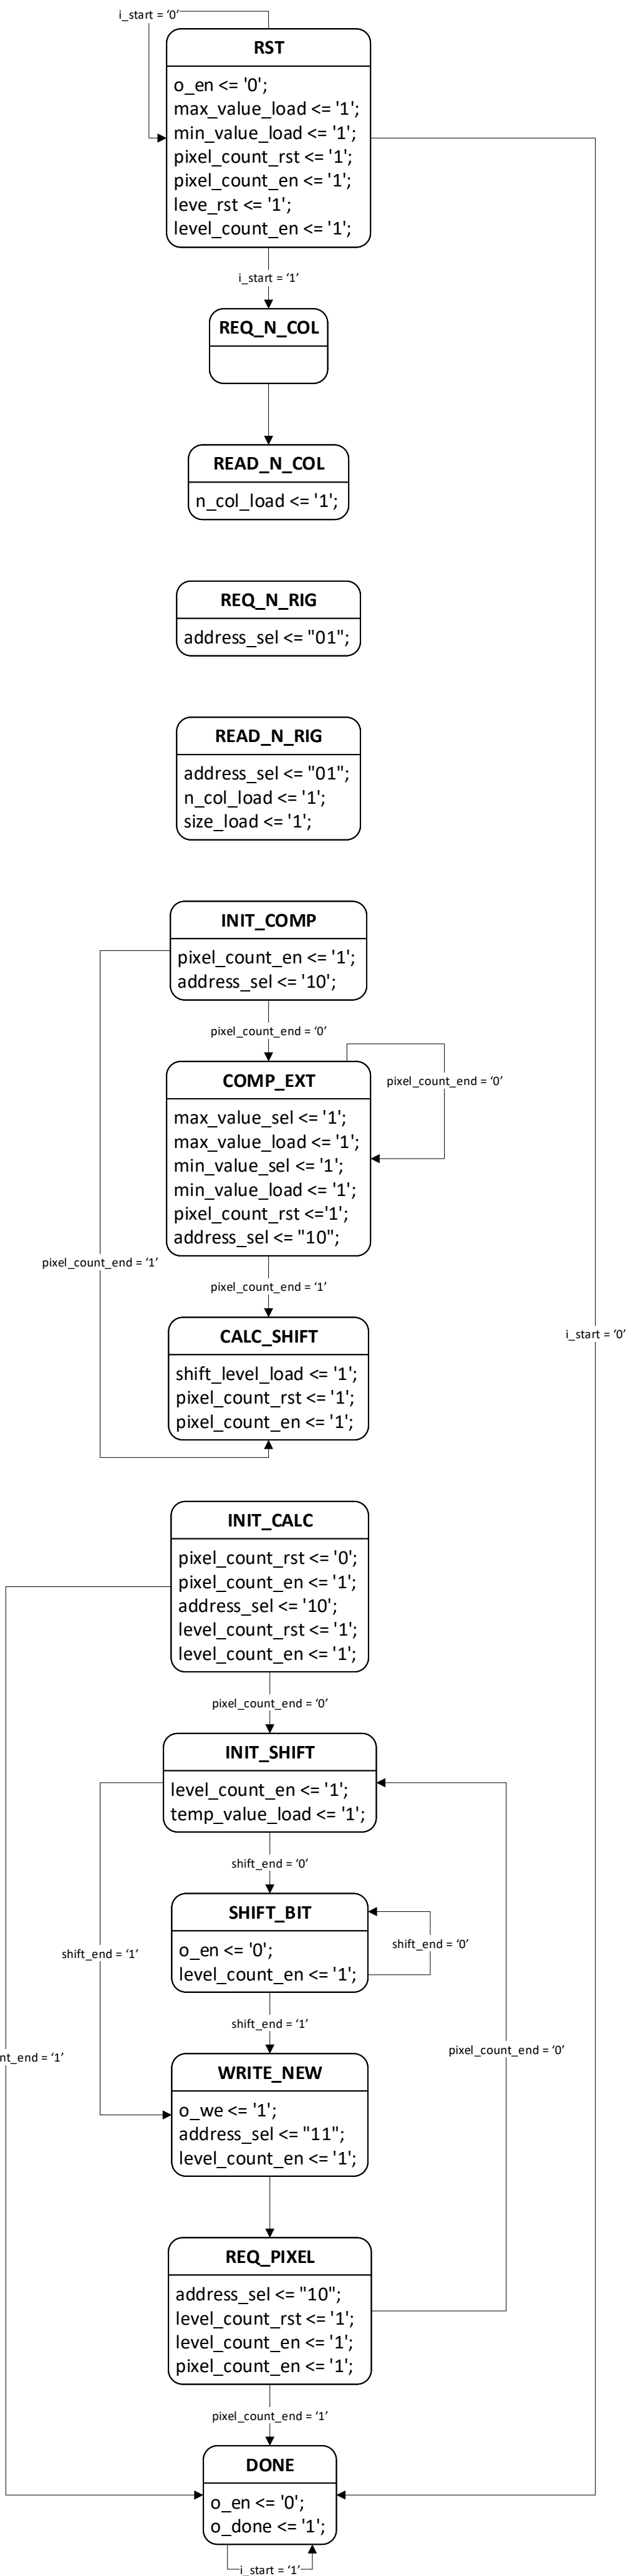 i_start = ‘0’
RST
o_en <= '0';
max_value_load <= '1';
min_value_load <= '1';
pixel_count_rst <= '1';
pixel_count_en <= '1';
leve_rst <= '1';
level_count_en <= '1';
i_start = ‘1’
REQ_N_COL
READ_N_COL
n_col_load <= '1';
REQ_N_RIG
address_sel <= "01";
READ_N_RIG
address_sel <= "01";
n_col_load <= '1';
size_load <= '1';
INIT_COMP
pixel_count_en <= '1';
address_sel <= '10';
pixel_count_end = ‘0’
COMP_EXT
pixel_count_end = ‘0’
max_value_sel <= '1';
max_value_load <= '1';
min_value_sel <= '1';
min_value_load <= '1';
pixel_count_rst <='1';
address_sel <= "10";
pixel_count_end = ‘1’
pixel_count_end = ‘1’
i_start = ‘0’
CALC_SHIFT
shift_level_load <= '1';
pixel_count_rst <= '1';
pixel_count_en <= '1';
INIT_CALC
pixel_count_rst <= '0';
pixel_count_en <= '1';
address_sel <= '10';
level_count_rst <= '1';
level_count_en <= '1';
pixel_count_end = ‘0’
INIT_SHIFT
level_count_en <= '1';
temp_value_load <= '1';
shift_end = ‘0’
SHIFT_BIT
o_en <= '0';
level_count_en <= '1';
shift_end = ‘0’
shift_end = ‘1’
shift_end = ‘1’
pixel_count_end = ‘0’
nt_end = ‘1’
WRITE_NEW
o_we <= '1';
address_sel <= "11";
level_count_en <= '1';
REQ_PIXEL
address_sel <= "10";
level_count_rst <= '1';
level_count_en <= '1';
pixel_count_en <= '1';
pixel_count_end = ‘1’
DONE
o_en <= '0';
o_done <= '1';
i_start = ‘1’